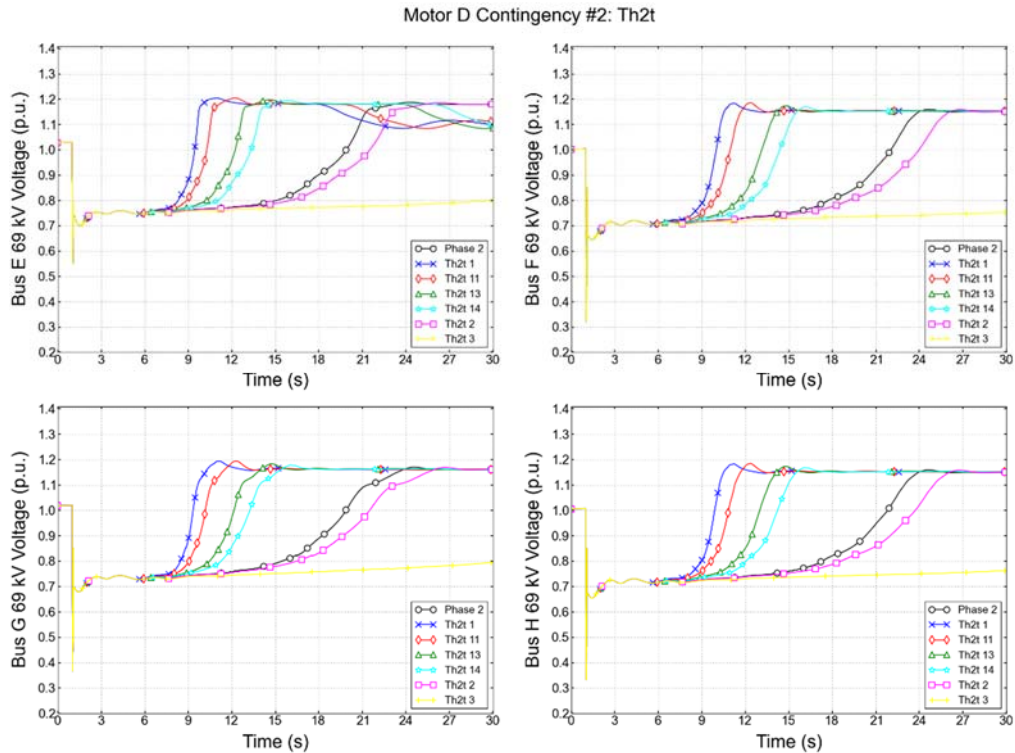 Motor D Contingency #2: Th2t
Bus E 69 kV Voltage (p.u.)
1.4
1.3
1.2
1.1
1.0
0.9
0.8
0.7
0.6
0.5
0.4
0.3
0.2
Phase 2
Th2t 1
Th2t 11
Th2t 13
Th2t 14
Th2t 2
Th2t 3
0 3 6 9 12 15 18 21 24 27 30
Time (s)
Bus F 69 kV Voltage (p.u.)
1.4
1.3
1.2
1.1
1.0
0.9
0.8
0.7
0.6
0.5
0.4
0.3
0.2
Phase 2
Th2t 1
Th2t 11
Th2t 13
Th2t 14
Th2t 2
Th2t 3
0 3 6 9 12 15 18 21 24 27 30
Time (s)
Bus G 69 kV Voltage (p.u.)
1.4
1.3
1.2
1.1
1.0
0.9
0.8
0.7
0.6
0.5
0.4
0.3
0.2
Phase 2
Th2t 1
Th2t 11
Th2t 13
Th2t 14
Th2t 2
Th2t 3
0 3 6 9 12 15 18 21 24 27 30
Time (s)
Bus H 69 kV Voltage (p.u.)
1.4
1.3
1.2
1.1
1.0
0.9
0.8
0.7
0.6
0.5
0.4
0.3
0.2
Phase 2
Th2t 1
Th2t 11
Th2t 13
Th2t 14
Th2t 2
Th2t 3
0 3 6 9 12 15 18 21 24 27 30
Time (s)